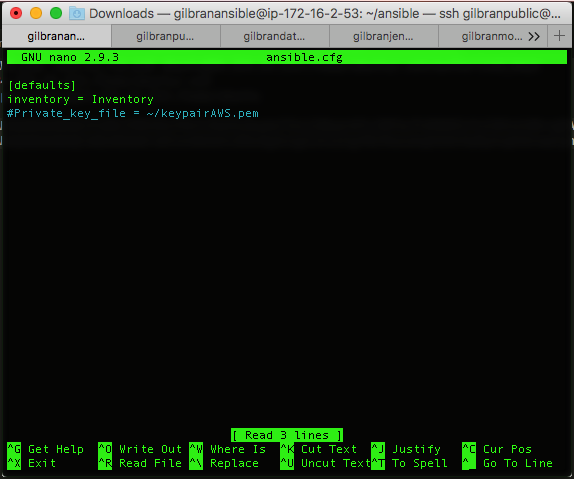 Downloads — gilbranansible@ip-172-16-2-53: ~/ansible — ssh gilbranpublic@...
gilbranan... gilbranpu... gilbrandat... gilbranjen... gilbranmo... >> +
GNU nano 2.9.3 ansible.cfg
[defaults]
inventory = Inventory
#Private_key_file = ~/keypairAWS.pem
[ Read 3 lines ]
^G Get Help ^O Write Out ^W Where Is ^K Cut Text ^J Justify ^C Cur Pos
^X Exit ^R Read File ^\ Replace ^U Uncut Text ^T To Spell ^_ Go To Line